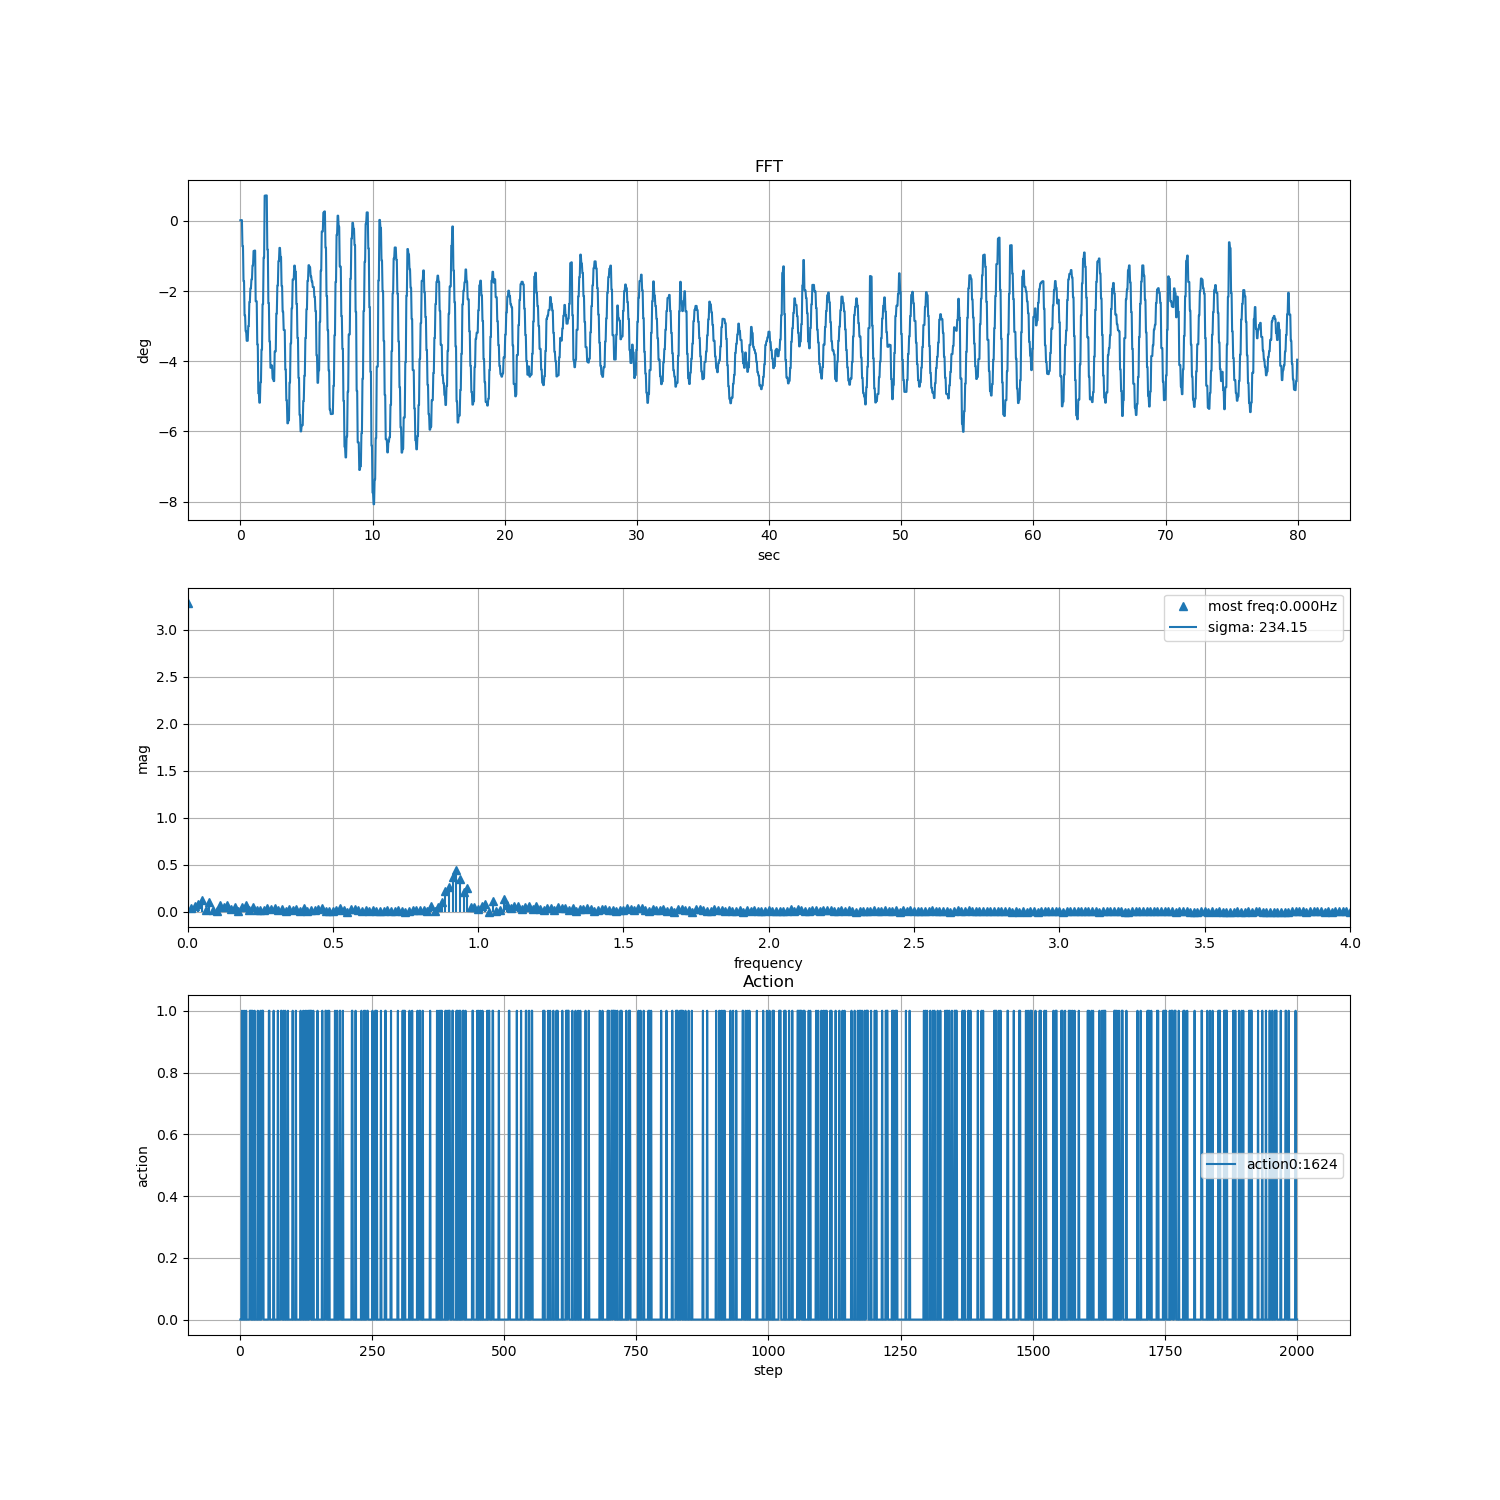 FFT
0
−2
−4
−6
−8
deg
0 10 20 30 40 50 60 70 80
sec
most freq:0.000Hz
sigma: 234.15
3.0
2.5
2.0
1.5
1.0
0.5
0.0
mag
0.0 0.5 1.0 1.5 2.0 2.5 3.0 3.5 4.0
frequency
Action
1.0
0.8
0.6
0.4
0.2
0.0
action
action0:1624
0 250 500 750 1000 1250 1500 1750 2000
step